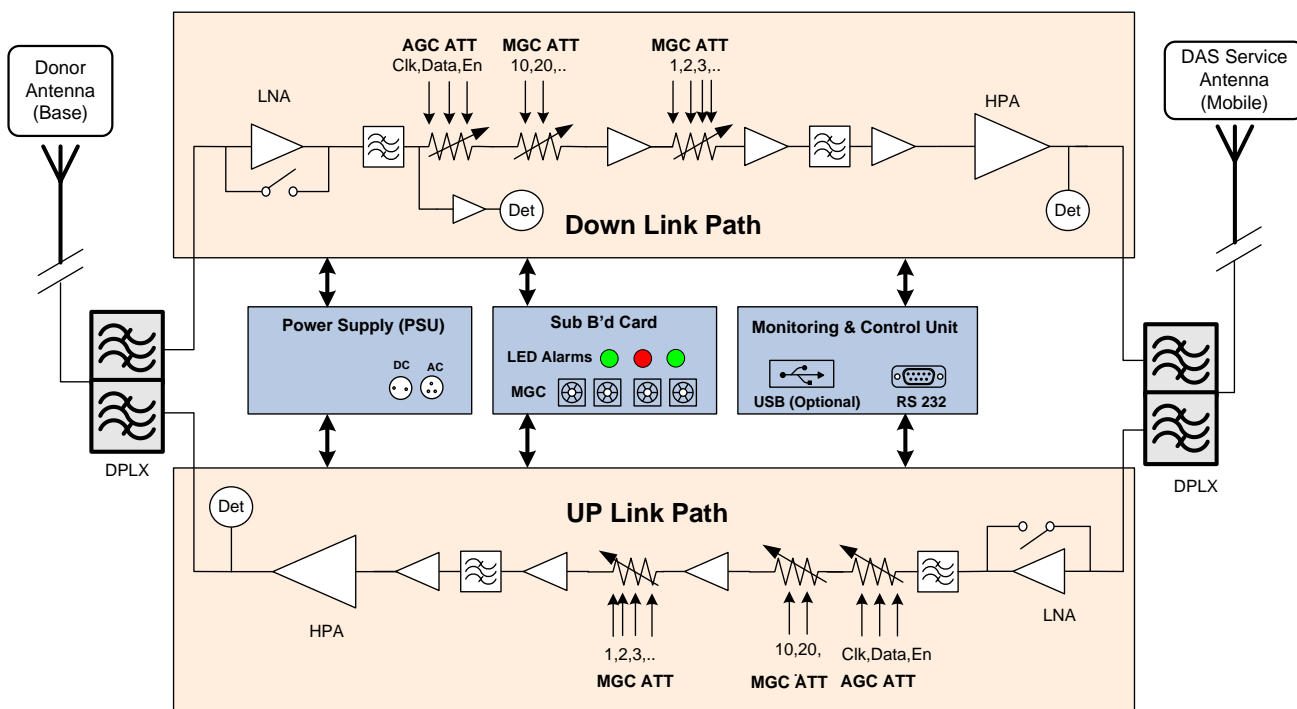 Donor
Antenna
(Base)
LNA
AGC ATT
Clk,Data,En
MGC ATT
10,20,..
MGC ATT
1,2,3,..
HPA
DAS Service
Antenna
(Mobile)
Det
Det
Down Link Path
Power Supply (PSU)
DC
AC
Sub B'd Card
LED Alarms
MGC
Monitoring & Control Unit
USB (Optional)
RS 232
DPLX
DPLX
Det
UP Link Path
HPA
LNA
1,2,3,..
MGC ATT
10,20,
MGC ATT
Clk,Data,En
AGC ATT